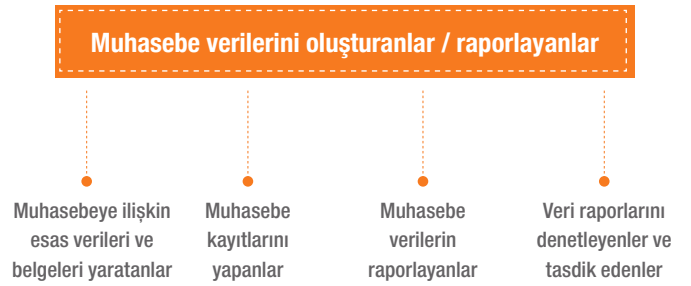 Muhasebe verilerini oluşturanlar / raporlayanlar
Muhasebeye ilişkin
esas verileri ve
belgeleri yaratanlar
Muhasebe
kayıtlarını
yapanlar
Muhasebe
verilerin
raporlayanlar
Veri raporlarını
denetleyenler ve
tasdik edenler